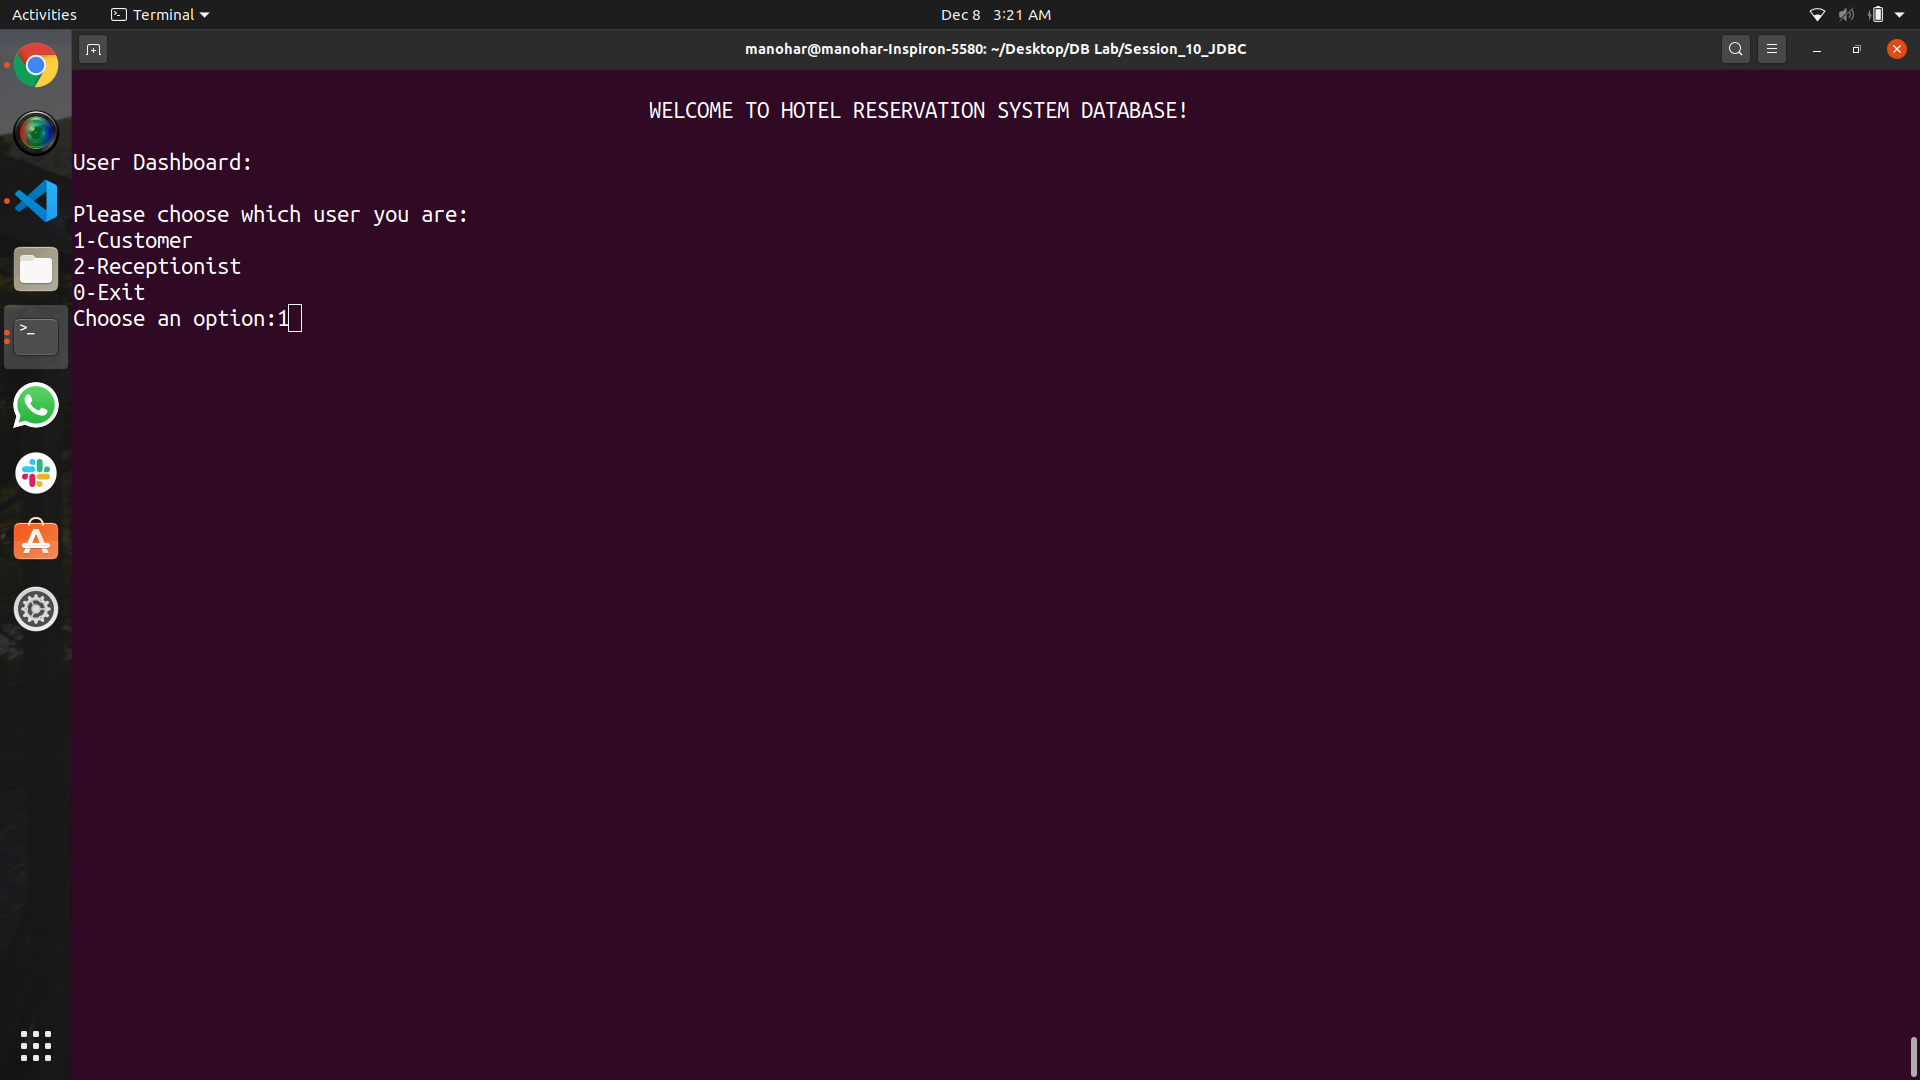 Activities
Terminal
Dec 8 3:21 AM
manohar@manohar-Inspiron-5580: ~/Desktop/DB Lab/Session_10_JDBC
WELCOME TO HOTEL RESERVATION SYSTEM DATABASE!
User Dashboard:
Please choose which user you are:
1-Customer
2-Receptionist
0-Exit
Choose an option:1